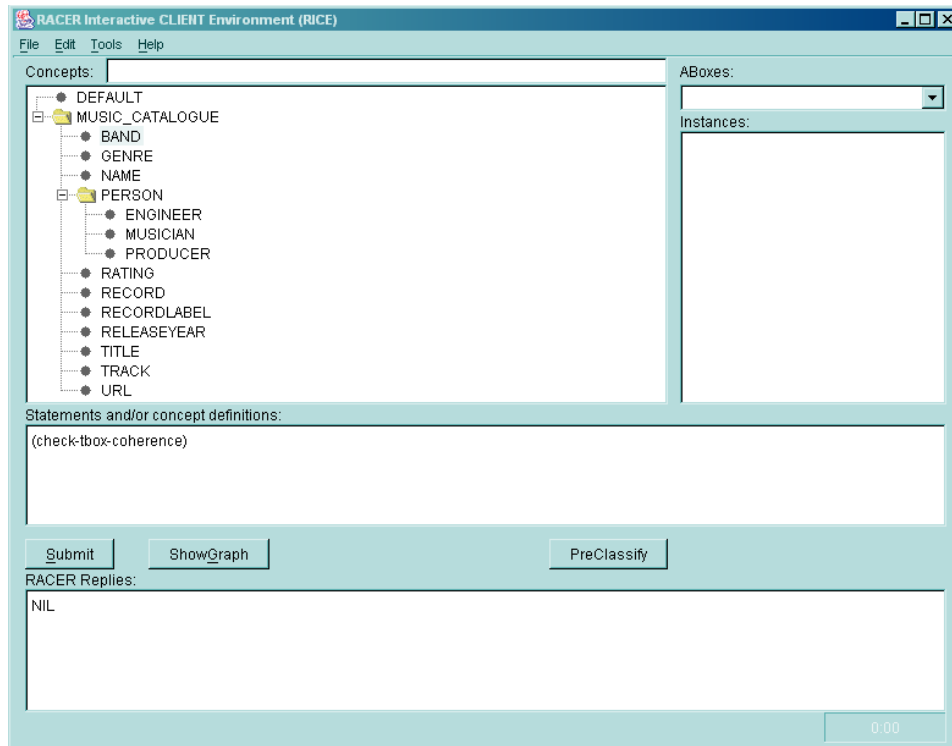 RACER Interactive CLIENT Environment (RICE)
File Edit Tools Help
Concepts:
DEFAULT
MUSIC_CATALOGUE
BAND
GENRE
NAME
PERSON
ENGINEER
MUSICIAN
PRODUCER
RATING
RECORD
RECORDLABEL
RELEASEYEAR
TITLE
TRACK
URL
ABoxes:
Instances:
Statements and/or concept definitions:
(check-tbox-coherence)
Submit ShowGraph PreClassify
RACER Replies:
NIL
0:00